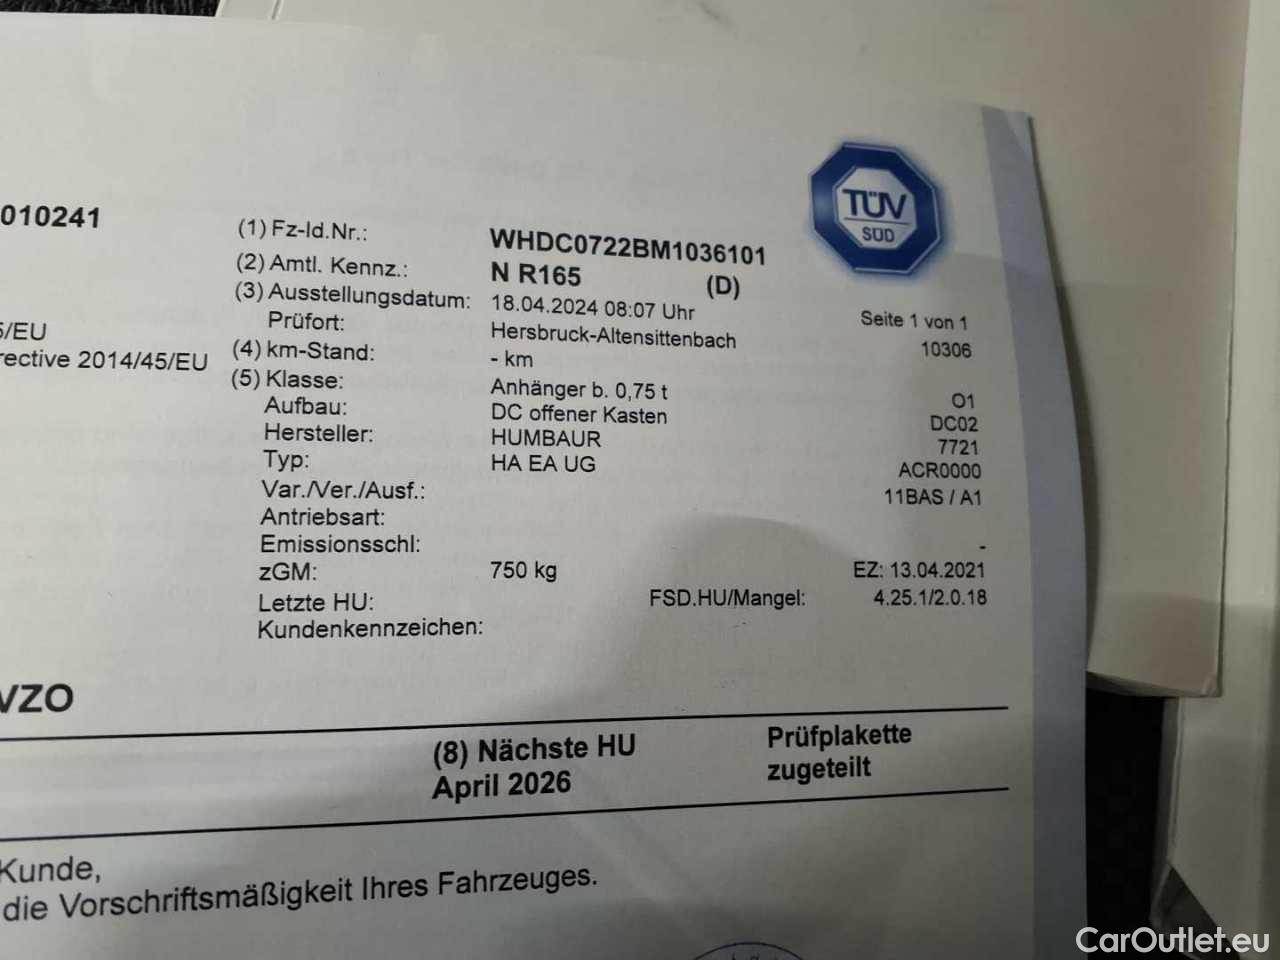 TÜV
SÜD
010241
(1) Fz-Id.Nr.: WHDC0722BM1036101
(2) Amtl. Kennz.: N R165 (D)
(3) Ausstellungsdatum: 18.04.2024 08:07 Uhr
Seite 1 von 1
Prüfort: Hersbruck-Altensittenbach 10306
5/EU
(4) km-Stand: - km
rective 2014/45/EU
(5) Klasse: Anhänger b. 0,75 t O1
Aufbau: DC offener Kasten DC02
Hersteller: HUMBAUR 7721
Typ: HA EA UG ACR0000
Var./Ver./Ausf.: 11BAS / A1
Antriebsart:
Emissionsschl: -
zGM: 750 kg EZ: 13.04.2021
Letzte HU: FSD.HU/Mangel: 4.25.1/2.0.18
Kundenkennzeichen:
VZO
(8) Nächste HU Prüfplakette
April 2026 zugeteilt
Kunde,
die Vorschriftsmäßigkeit Ihres Fahrzeuges.
CarOutlet.eu